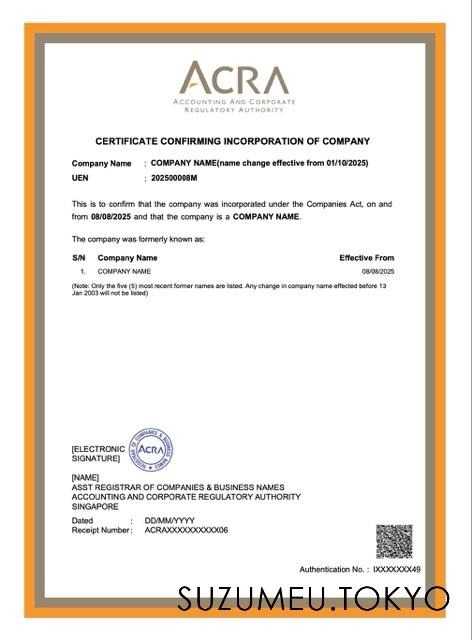 ACRA
ACCOUNTING AND CORPORATE
REGULATORY AUTHORITY
CERTIFICATE CONFIRMING INCORPORATION OF COMPANY
Company Name : COMPANY NAME(name change effective from 01/10/2025)
UEN : 202500008M
This is to confirm that the company was incorporated under the Companies Act, on and
from 08/08/2025 and that the company is a COMPANY NAME.
The company was formerly known as:
S/N Company Name Effective From
1. COMPANY NAME 08/08/2025
(Note: Only the five (5) most recent former names are listed. Any change in company name effected before 13
Jan 2003 will not be listed)
[ELECTRONIC
SIGNATURE]
REGISTRAR OF COMPANIES & BUSINESS NAMES
ACRA
[NAME]
ASST REGISTRAR OF COMPANIES & BUSINESS NAMES
ACCOUNTING AND CORPORATE REGULATORY AUTHORITY
SINGAPORE
Dated : DD/MM/YYYY
Receipt Number : ACRAXXXXXXXXXX06
Authentication No. : IXXXXXXX49
SUZUMEU.TOKYO